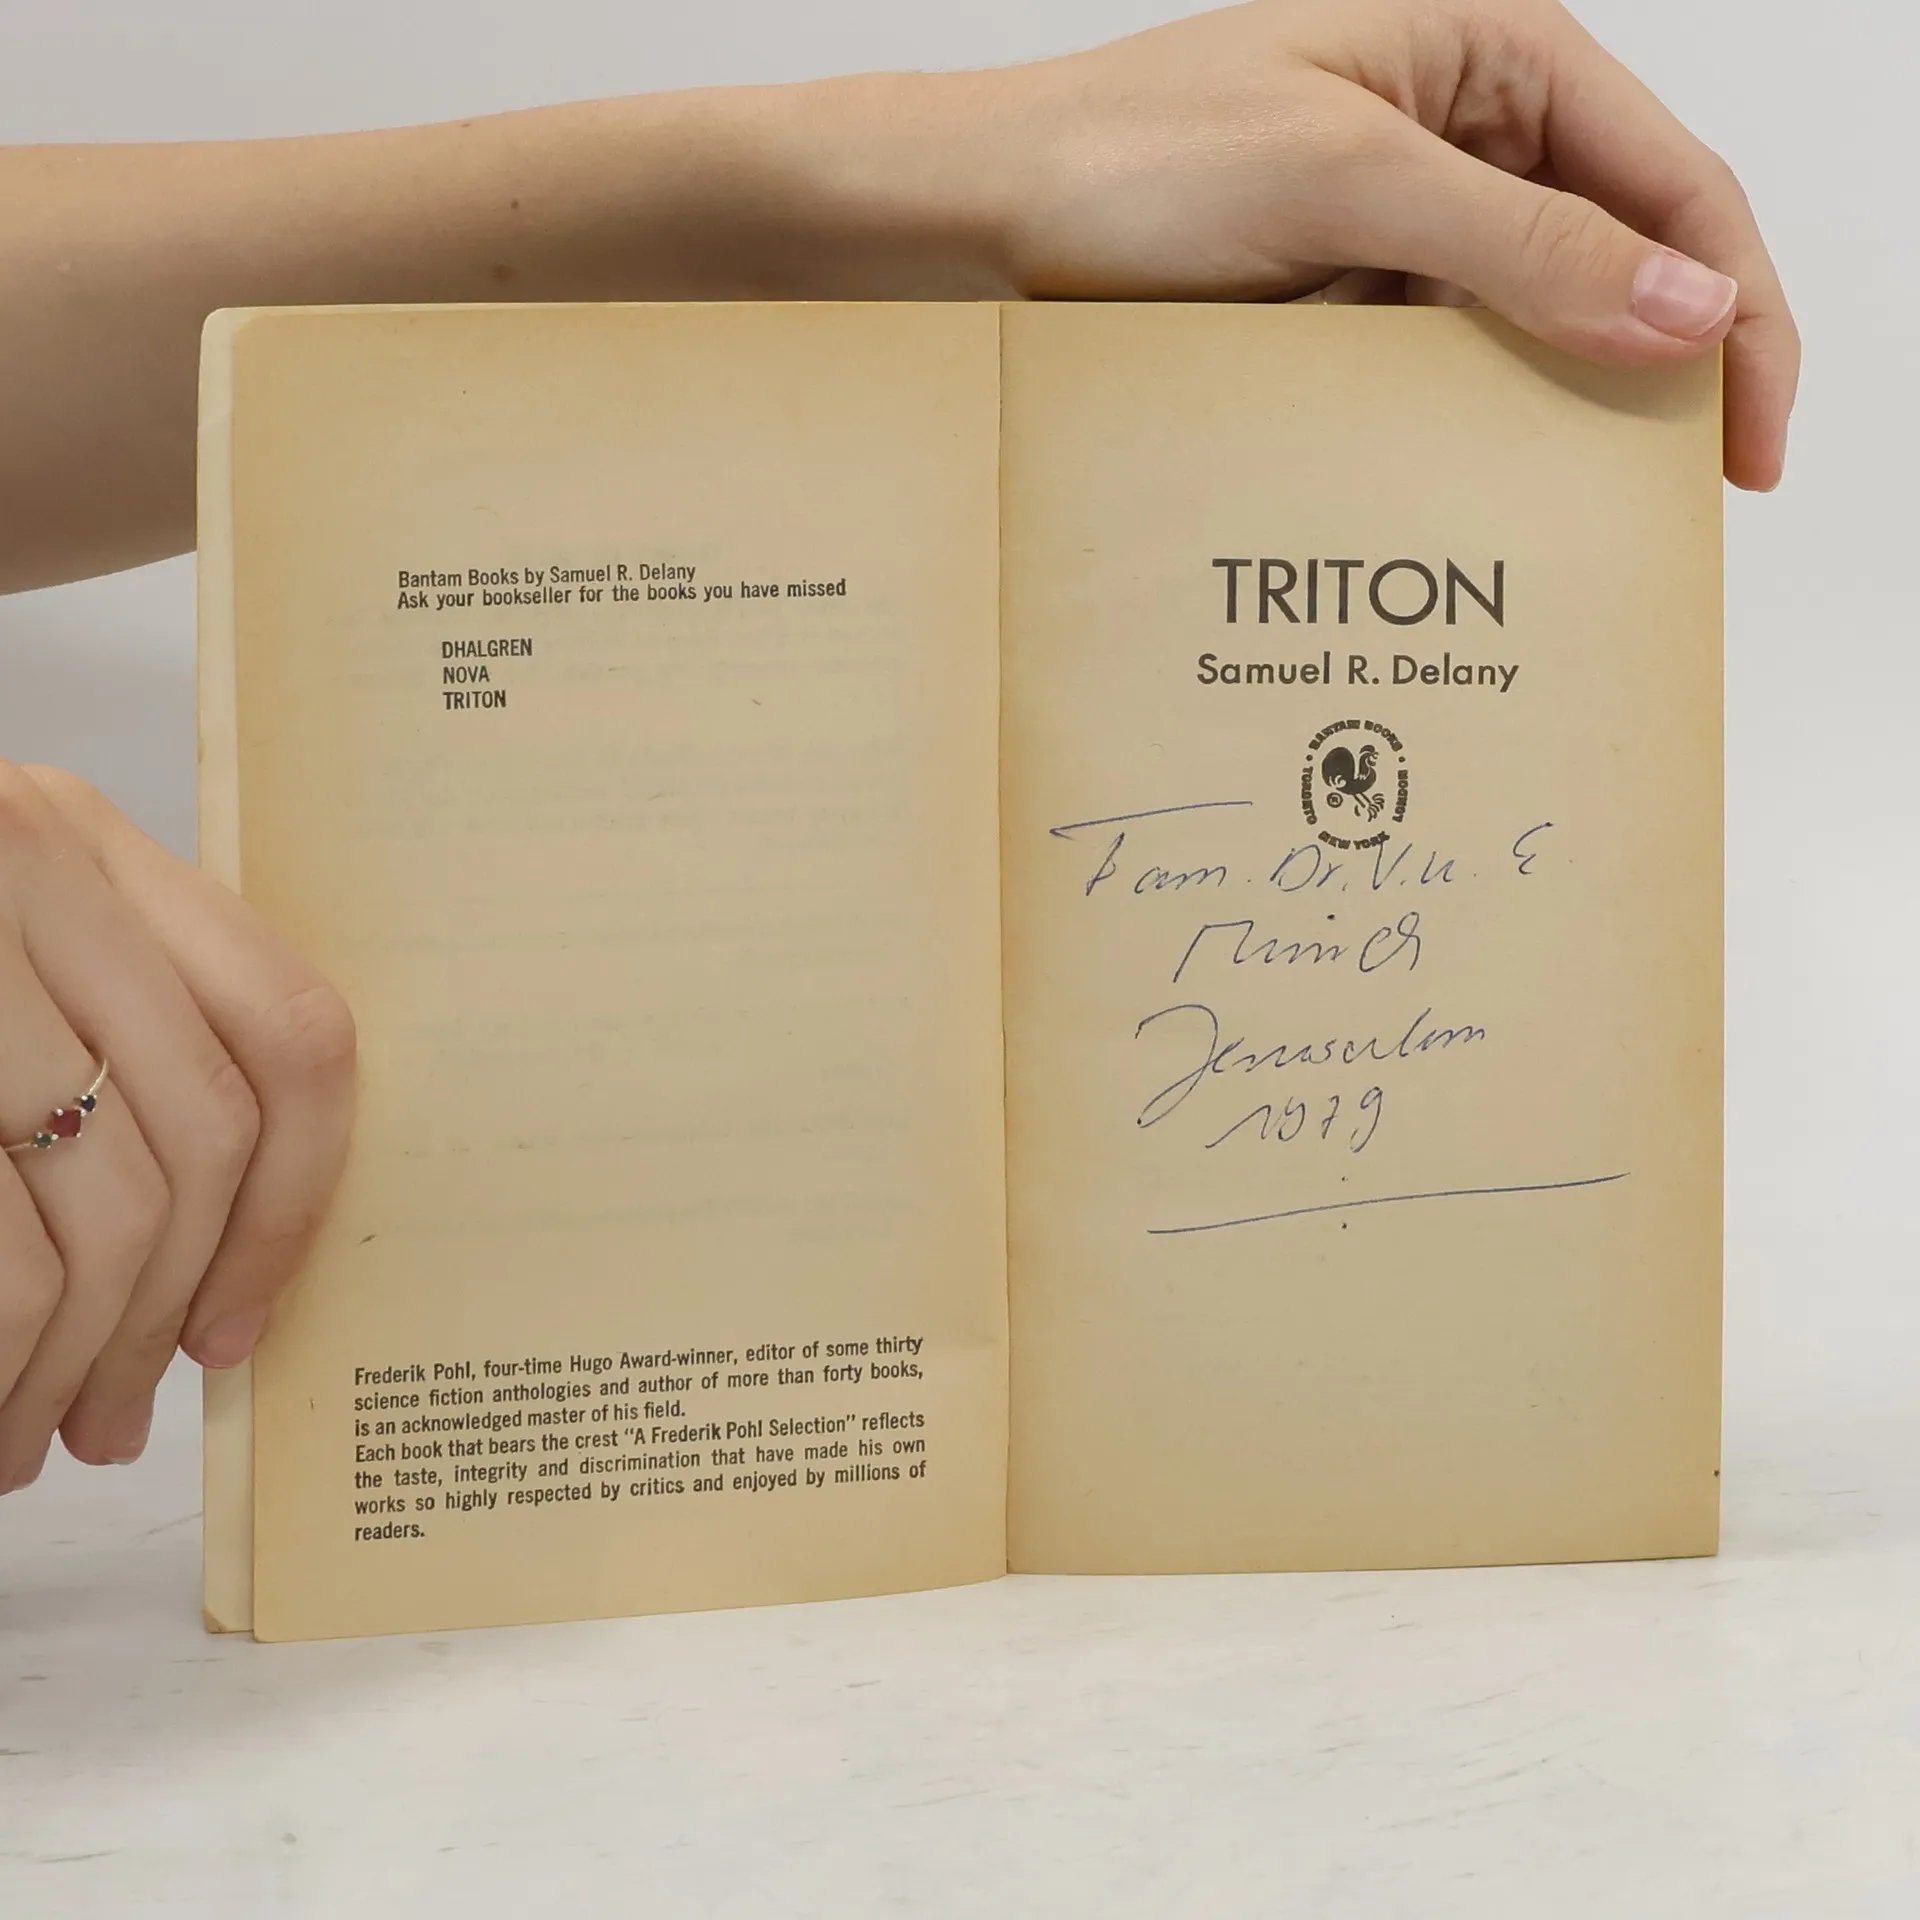 Bantam Books by Samuel R. Delany
Ask your bookseller for the books you have missed
DHALGREN
NOVA
TRITON
Frederik Pohl, four-time Hugo Award-winner, editor of some thirty
science fiction anthologies and author of more than forty books,
is an acknowledged master of his field.
Each book that bears the crest "A Frederik Pohl Selection" reflects
the taste, integrity and discrimination that have made his own
works so highly respected by critics and enjoyed by millions of
readers.
TRITON
Samuel R. Delany
BANTAM BOOKS • TORONTO • NEW YORK • LONDON
Fam. Dr. V. u. E
Jerusalem
1979